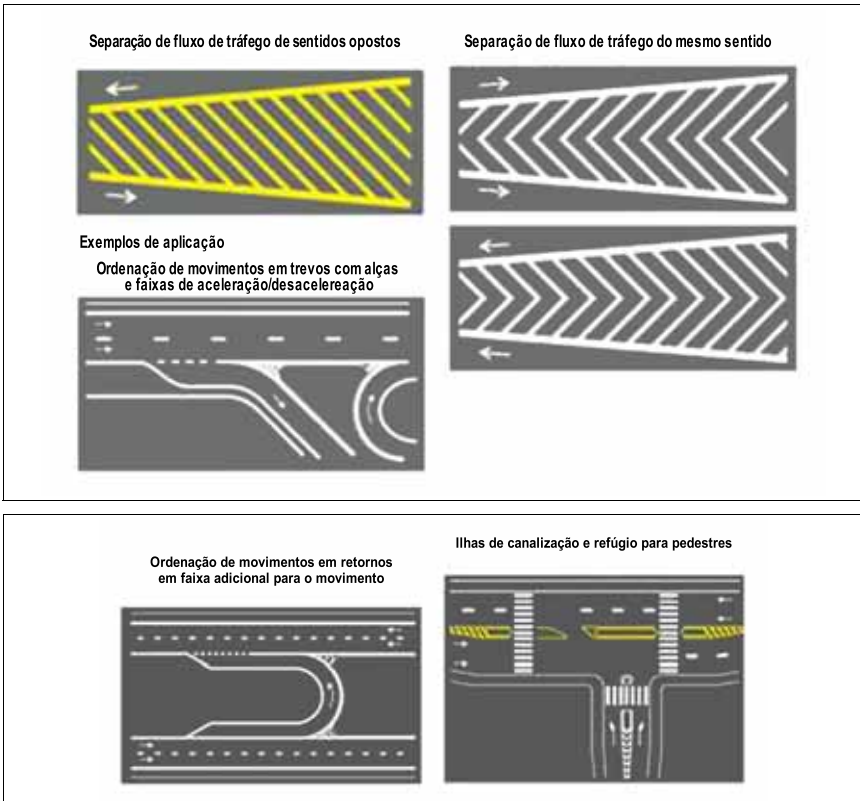 Separação de fluxo de tráfego de sentidos opostos
Separação de fluxo de tráfego do mesmo sentido
Exemplos de aplicação
Ordenação de movimentos em trevos com alças
e faixas de aceleração/desacelereação
Ordenação de movimentos em retornos
em faixa adicional para o movimento
Ilhas de canalização e refúgio para pedestres